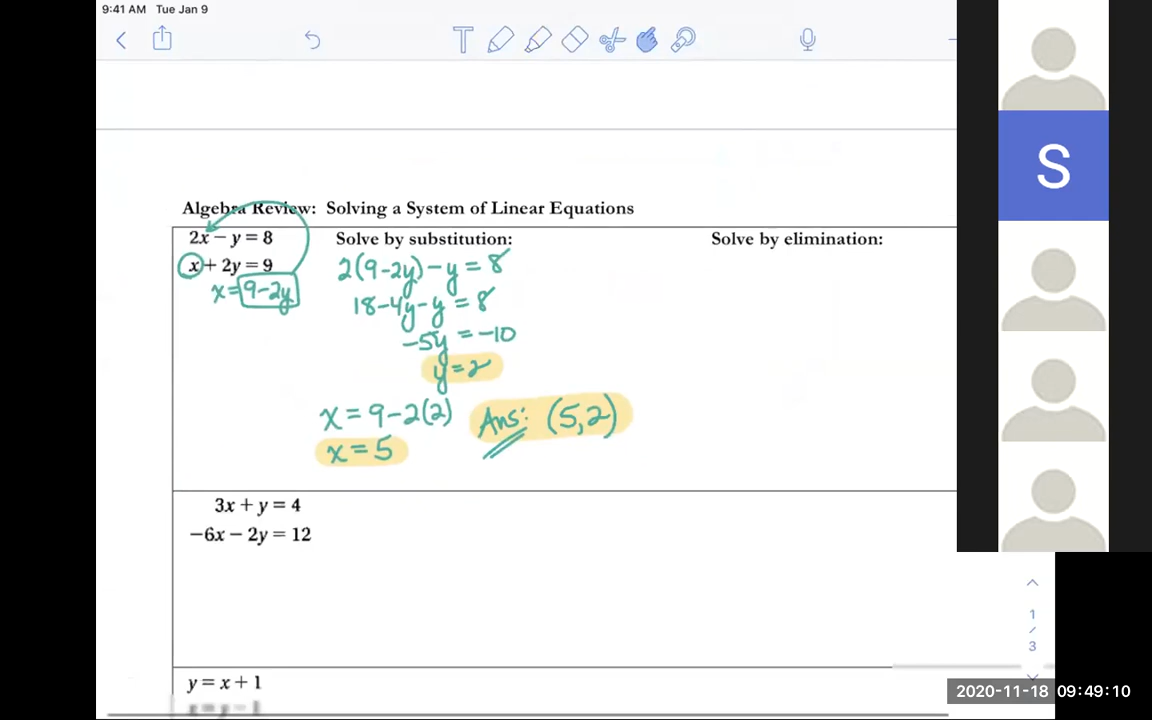 9:41 AM Tue Jan 9
T
S
Algebra Review: Solving a System of Linear Equations
2x − y = 8
x + 2y = 9
x = 9-2y
Solve by substitution:
2(9-2y) - y = 8
18-4y-y = 8
-5y = -10
y = 2
x = 9-2(2)
x = 5
Ans: (5,2)
Solve by elimination:
3x + y = 4
−6x − 2y = 12
y = x + 1
x = y − 1
1
/
3
2020-11-18 09:49:10